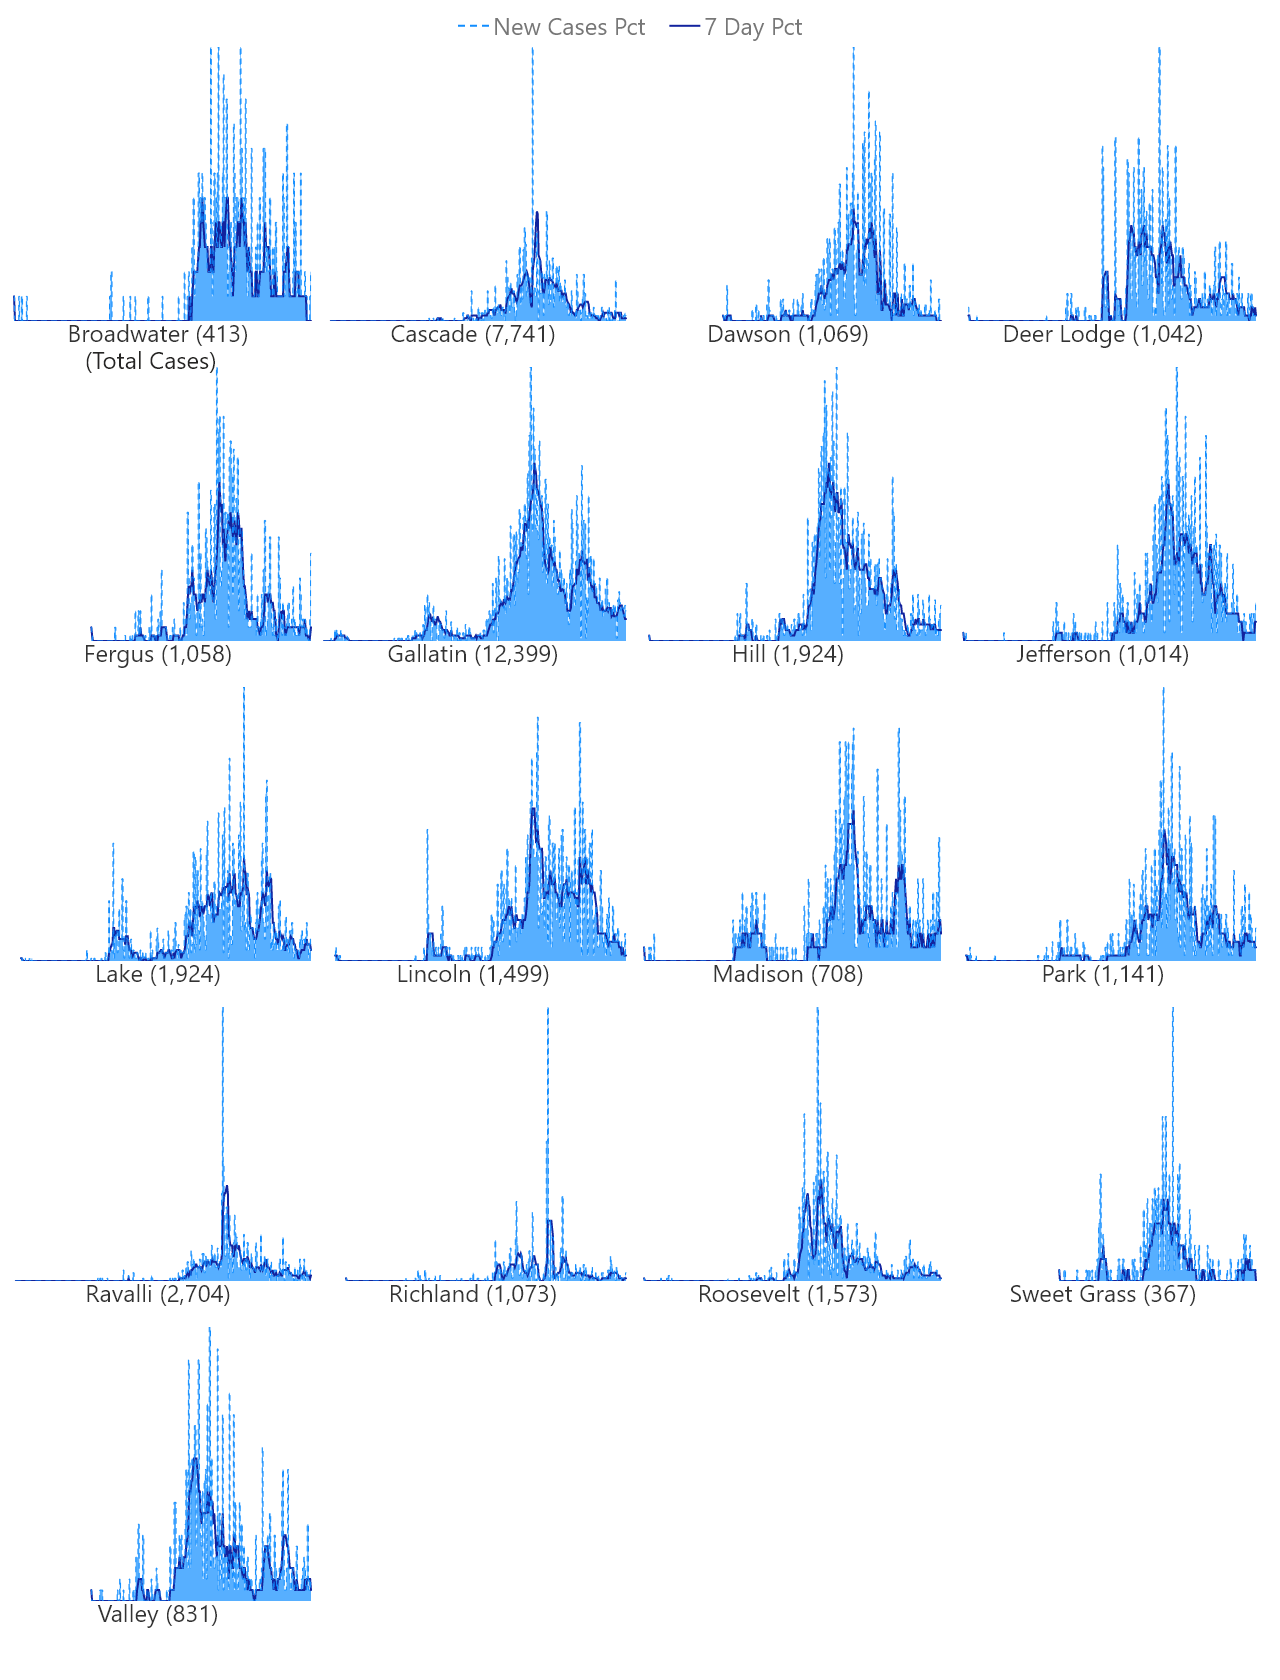 New Cases Pct 7 Day Pct
Broadwater (413) Cascade (7,741) Dawson (1,069) Deer Lodge (1,042)
(Total Cases)
Fergus (1,058) Gallatin (12,399) Hill (1,924) Jefferson (1,014)
Lake (1,924) Lincoln (1,499) Madison (708) Park (1,141)
Ravalli (2,704) Richland (1,073) Roosevelt (1,573) Sweet Grass (367)
Valley (831)